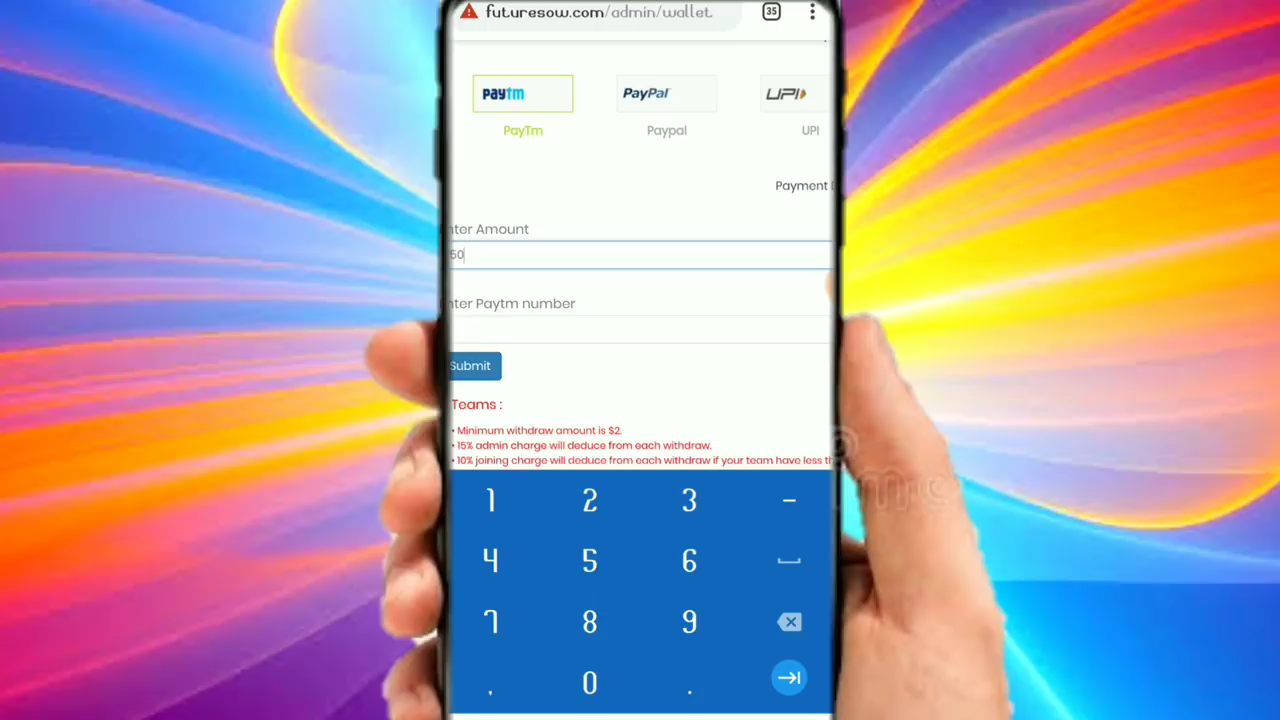 futuresow.com/admin/wallet.
35
Paytm
PayPal
UPI
PayTm
Paypal
UPI
Payment
nter Amount
50
nter Paytm number
Submit
Teams :
• Minimum withdraw amount is $2.
• 15% admin charge will deduce from each withdraw.
• 10% joining charge will deduce from each withdraw if your team have less th
1 2 3 -
4 5 6
7 8 9
, 0 .